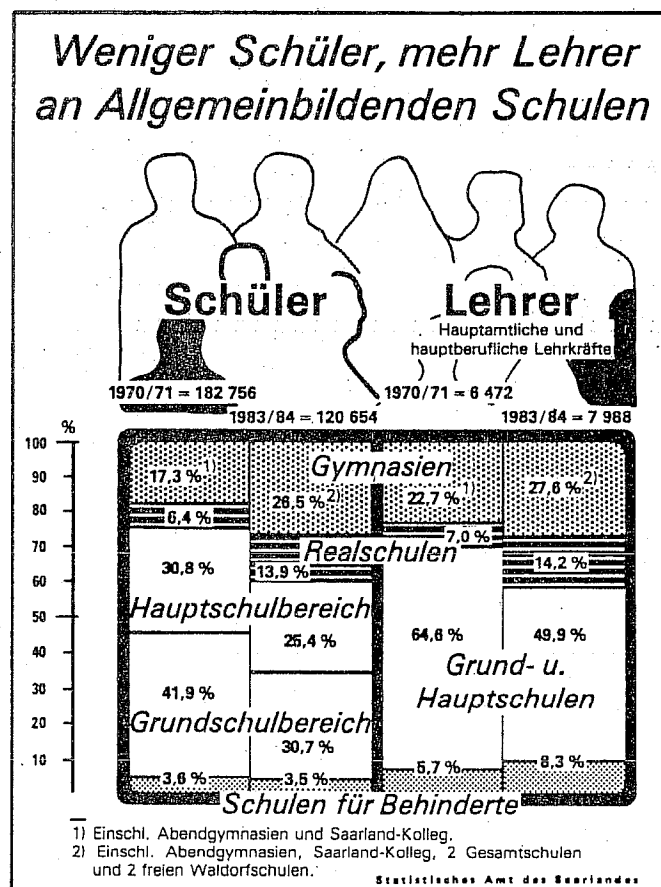 Weniger Schüler, mehr Lehrer
an Allgemeinbildenden Schulen
Schüler
Lehrer
Hauptamtliche und
hauptberufliche Lehrkräfte
1970/71 = 182 756
1970/71 = 6 472
1983/84 = 120 654
1983/84 = 7 988
%
100
90
80
70
60
50
40
30
20
10
Gymnasien
17,3 % 1)
26,5 % 2)
22,7 % 1)
27,6 % 2)
6,4 %
7,0 %
Realschulen
13,9 %
14,2 %
30,8 %
Hauptschulbereich
25,4 %
64,6 %
49,9 %
Grund- u.
Hauptschulen
41,9 %
Grundschulbereich
30,7 %
3,6 %
3,5 %
5,7 %
8,3 %
Schulen für Behinderte
1) Einschl. Abendgymnasien und Saarland-Kolleg.
2) Einschl. Abendgymnasien, Saarland-Kolleg, 2 Gesamtschulen
und 2 freien Waldorfschulen.
Statistisches Amt des Saarlandes